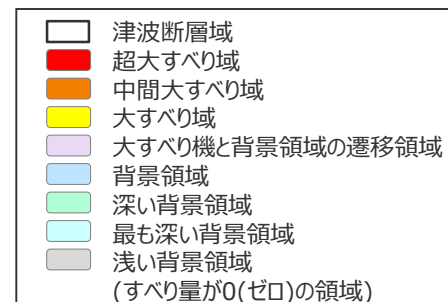 津波断層域
超大すべり域
中間大すべり域
大すべり域
大すべり機と背景領域の遷移領域
背景領域
深い背景領域
最も深い背景領域
浅い背景領域
(すべり量が0(ゼロ)の領域)